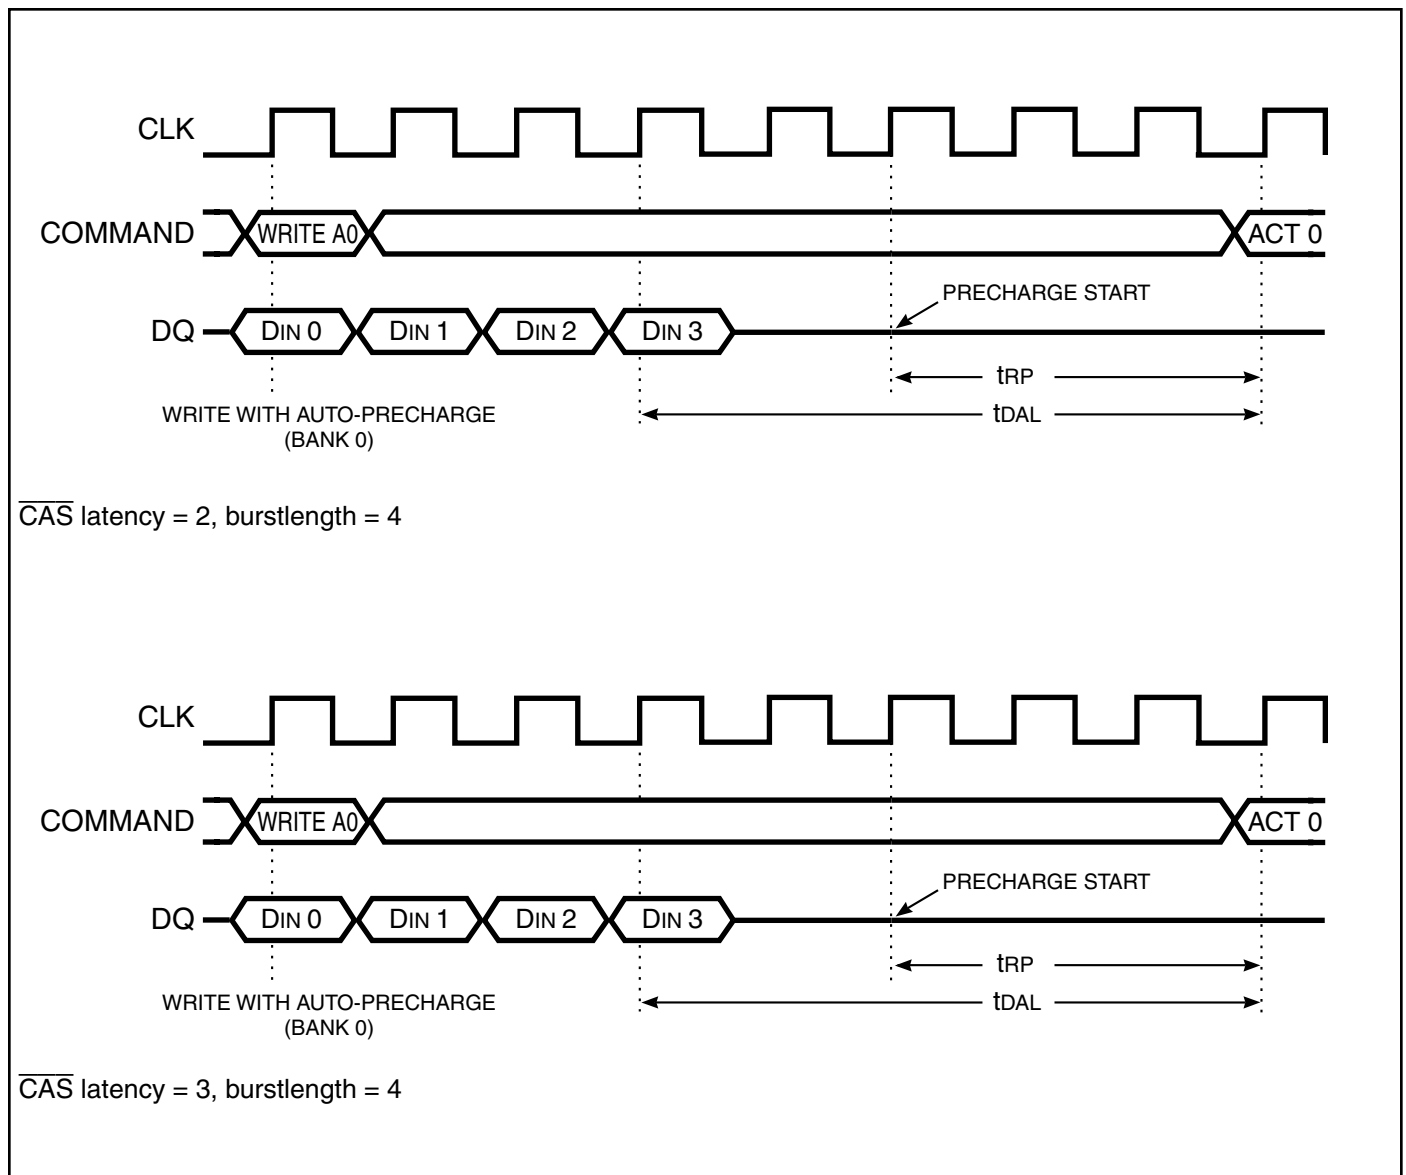 CLK
COMMAND WRITE A0 ACT 0
PRECHARGE START
DQ DIN 0 DIN 1 DIN 2 DIN 3
tRP
WRITE WITH AUTO-PRECHARGE tDAL
(BANK 0)
CAS latency = 2, burstlength = 4
CLK
COMMAND WRITE A0 ACT 0
PRECHARGE START
DQ DIN 0 DIN 1 DIN 2 DIN 3
tRP
WRITE WITH AUTO-PRECHARGE tDAL
(BANK 0)
CAS latency = 3, burstlength = 4